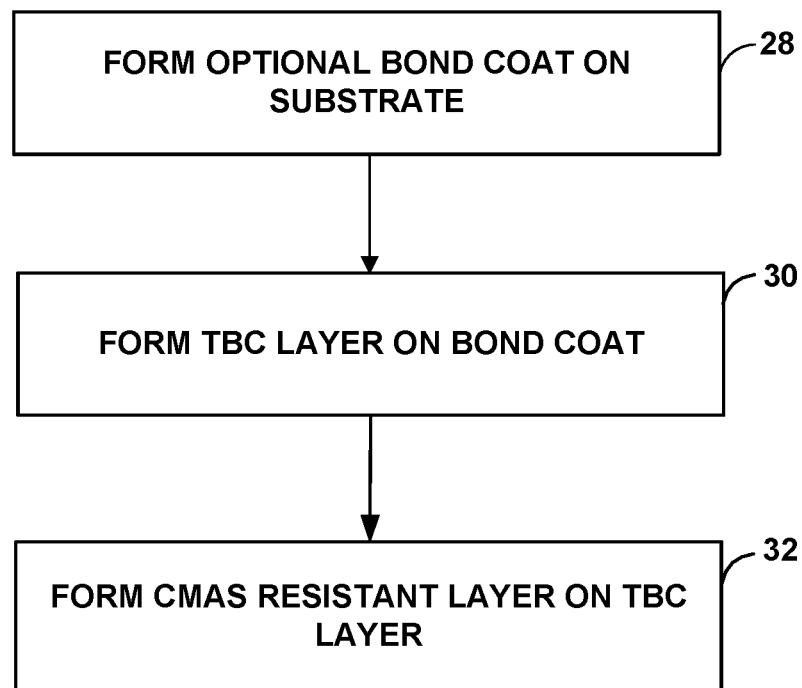 FORM OPTIONAL BOND COAT ON
SUBSTRATE
28
FORM TBC LAYER ON BOND COAT
30
FORM CMAS RESISTANT LAYER ON TBC
LAYER
32